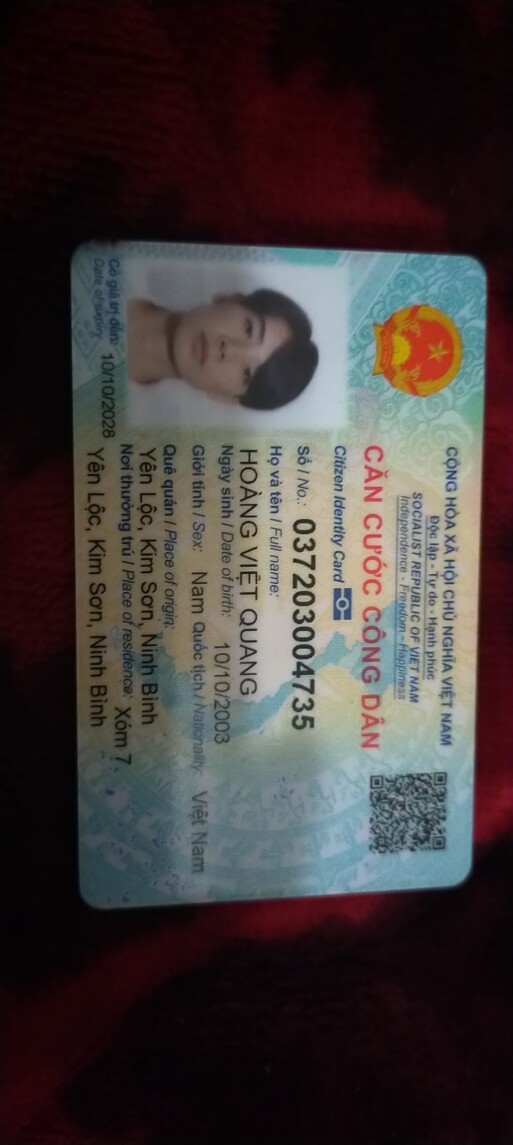 CỘNG HÒA XÃ HỘI CHỦ NGHĨA VIỆT NAM
Độc lập - Tự do - Hạnh phúc
SOCIALIST REPUBLIC OF VIET NAM
Independence - Freedom - Happiness
CĂN CƯỚC CÔNG DÂN
Citizen Identity Card
Số / No.: 037203004735
Họ và tên / Full name:
HOÀNG VIỆT QUANG
Ngày sinh / Date of birth: 10/10/2003
Giới tính / Sex: Nam Quốc tịch / Nationality: Việt Nam
Quê quán / Place of origin:
Yên Lộc, Kim Sơn, Ninh Bình
Nơi thường trú / Place of residence: Xóm 7
Yên Lộc, Kim Sơn, Ninh Bình
Có giá trị đến: 10/10/2028
Date of expiry